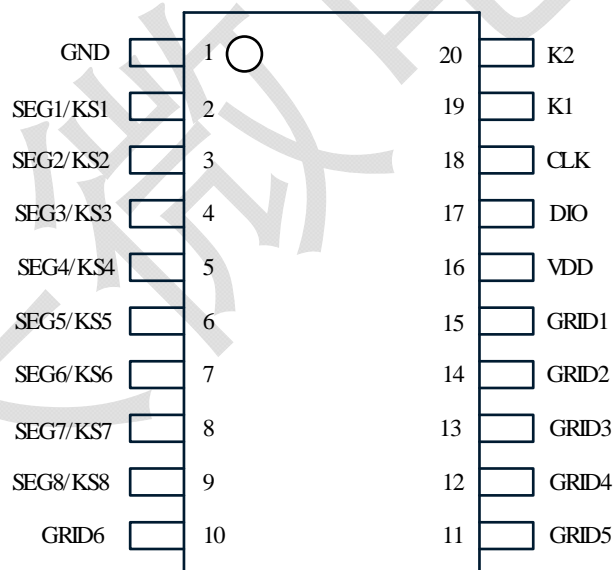 GND 1 20 K2
SEG1/KS1 2 19 K1
SEG2/KS2 3 18 CLK
SEG3/KS3 4 17 DIO
SEG4/KS4 5 16 VDD
SEG5/KS5 6 15 GRID1
SEG6/KS6 7 14 GRID2
SEG7/KS7 8 13 GRID3
SEG8/KS8 9 12 GRID4
GRID6 10 11 GRID5
微